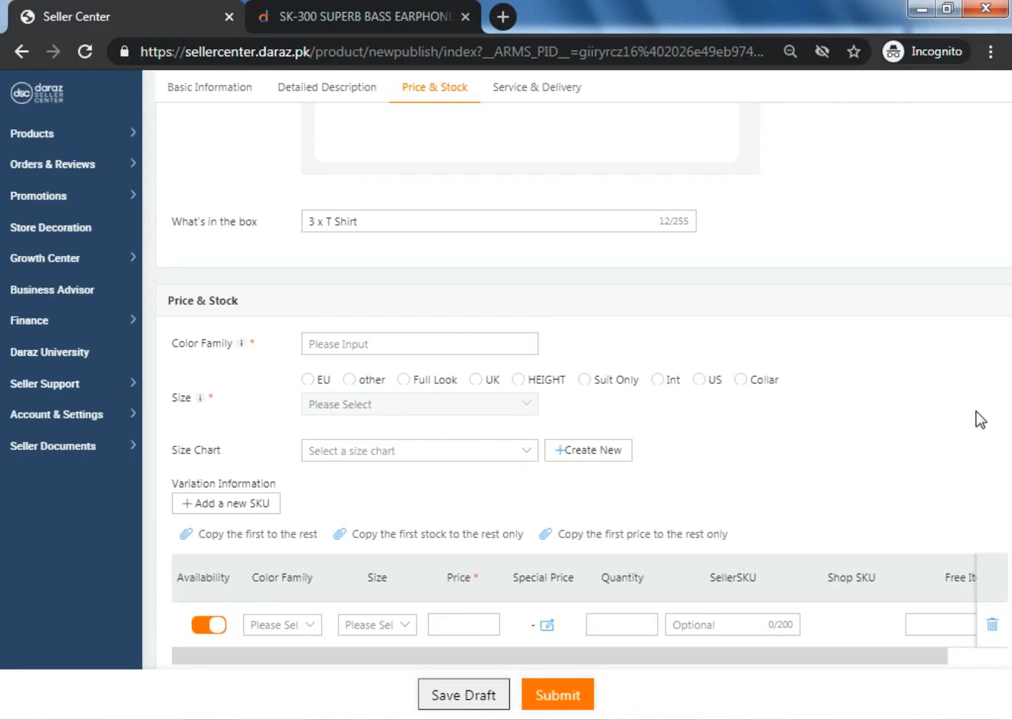 Seller Center
SK-300 SUPERB BASS EARPHONE
https://sellercenter.daraz.pk/product/newpublish/index?__ARMS_PID__=giiryrcz16%402026e49eb974...
Incognito
dsc daraz SELLER CENTER
Basic Information Detailed Description Price & Stock Service & Delivery
Products
Orders & Reviews
Promotions
Store Decoration
Growth Center
Business Advisor
Finance
Daraz University
Seller Support
Account & Settings
Seller Documents
What's in the box 3 x T Shirt 12/255
Price & Stock
Color Family i * Please Input
EU other Full Look UK HEIGHT Suit Only Int US Collar
Size i * Please Select
Size Chart Select a size chart +Create New
Variation Information
+ Add a new SKU
Copy the first to the rest Copy the first stock to the rest only Copy the first price to the rest only
Availability Color Family Size Price * Special Price Quantity SellerSKU Shop SKU Free It
Please Sel Please Sel - Optional 0/200
Save Draft Submit